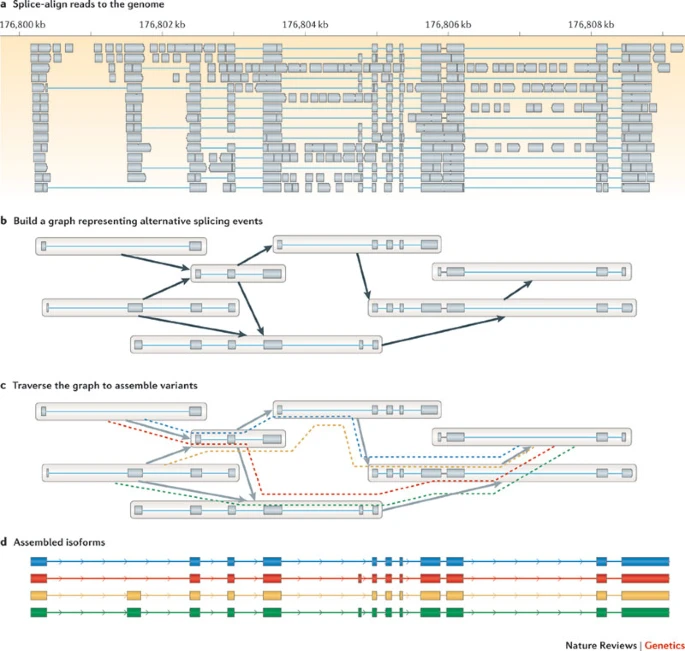 a Splice-align reads to the genome
176,800 kb 176,802 kb 176,804 kb 176,806 kb 176,808 kb
b Build a graph representing alternative splicing events
c Traverse the graph to assemble variants
d Assembled isoforms
Nature Reviews | Genetics